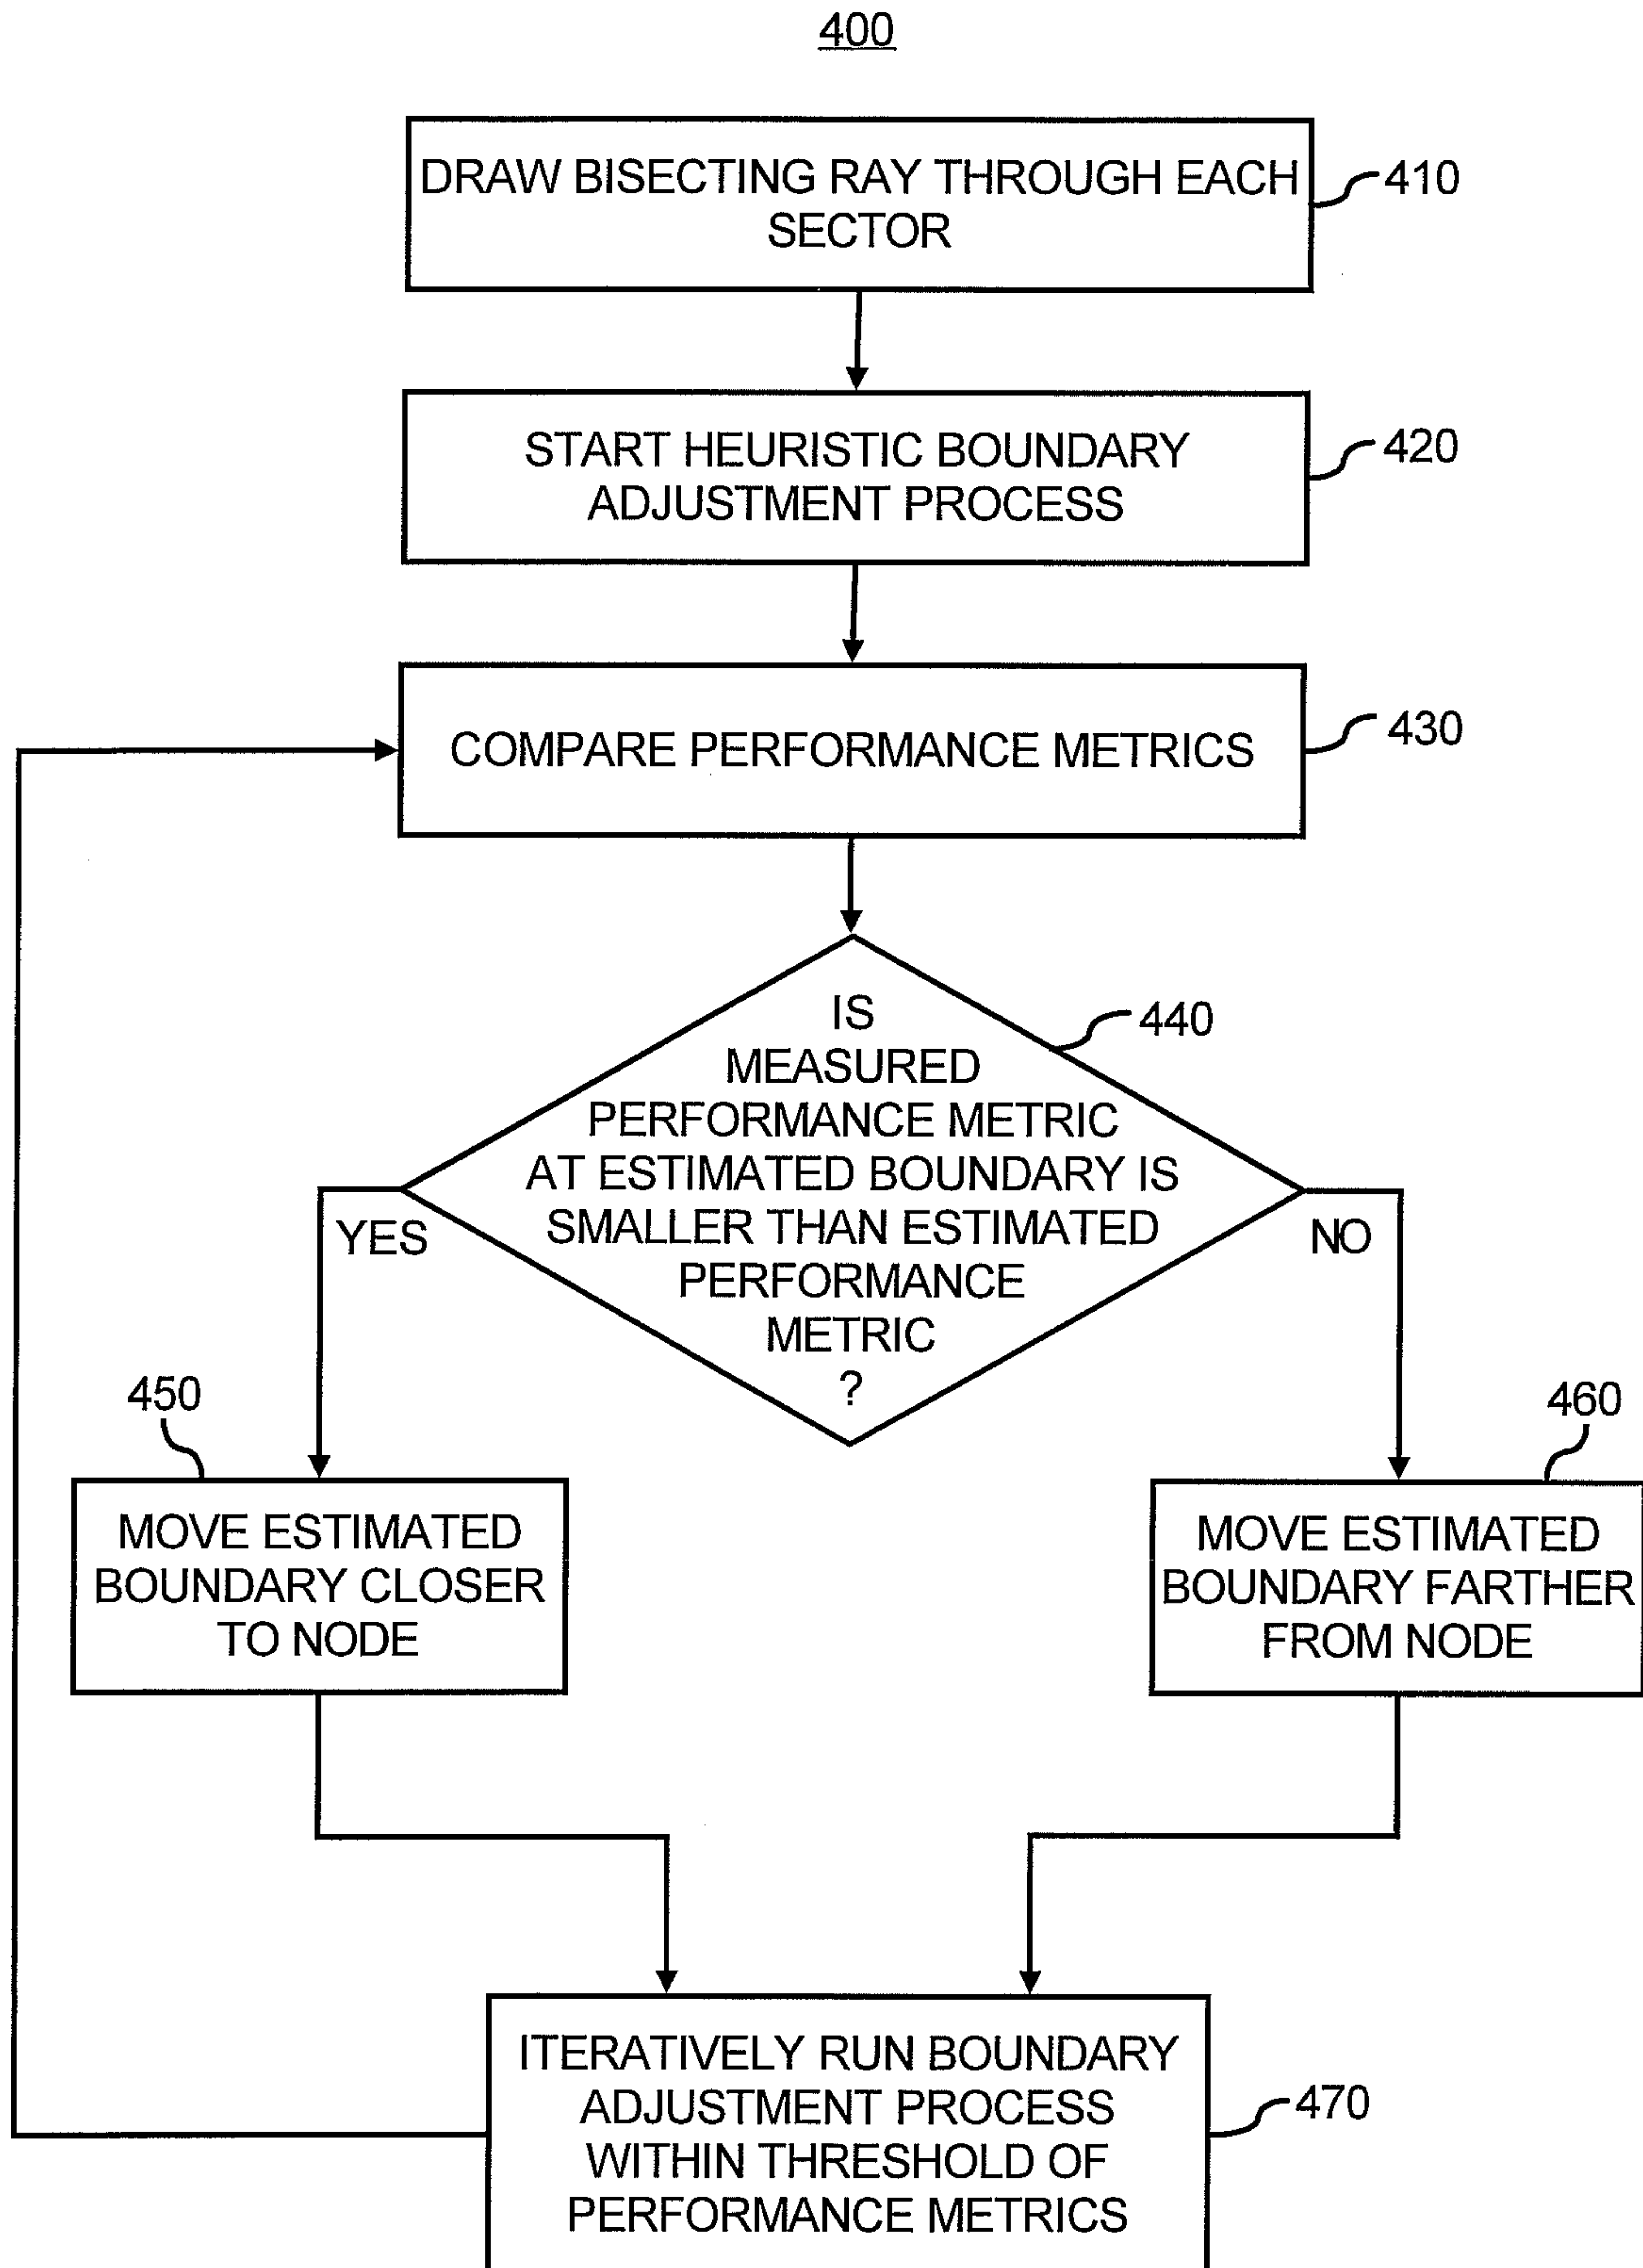 400
DRAW BISECTING RAY THROUGH EACH
SECTOR
410
START HEURISTIC BOUNDARY
ADJUSTMENT PROCESS
420
COMPARE PERFORMANCE METRICS
430
IS
MEASURED
PERFORMANCE METRIC
AT ESTIMATED BOUNDARY IS
SMALLER THAN ESTIMATED
PERFORMANCE
METRIC
?
440
YES
NO
450
MOVE ESTIMATED
BOUNDARY CLOSER
TO NODE
460
MOVE ESTIMATED
BOUNDARY FARTHER
FROM NODE
ITERATIVELY RUN BOUNDARY
ADJUSTMENT PROCESS
WITHIN THRESHOLD OF
PERFORMANCE METRICS
470